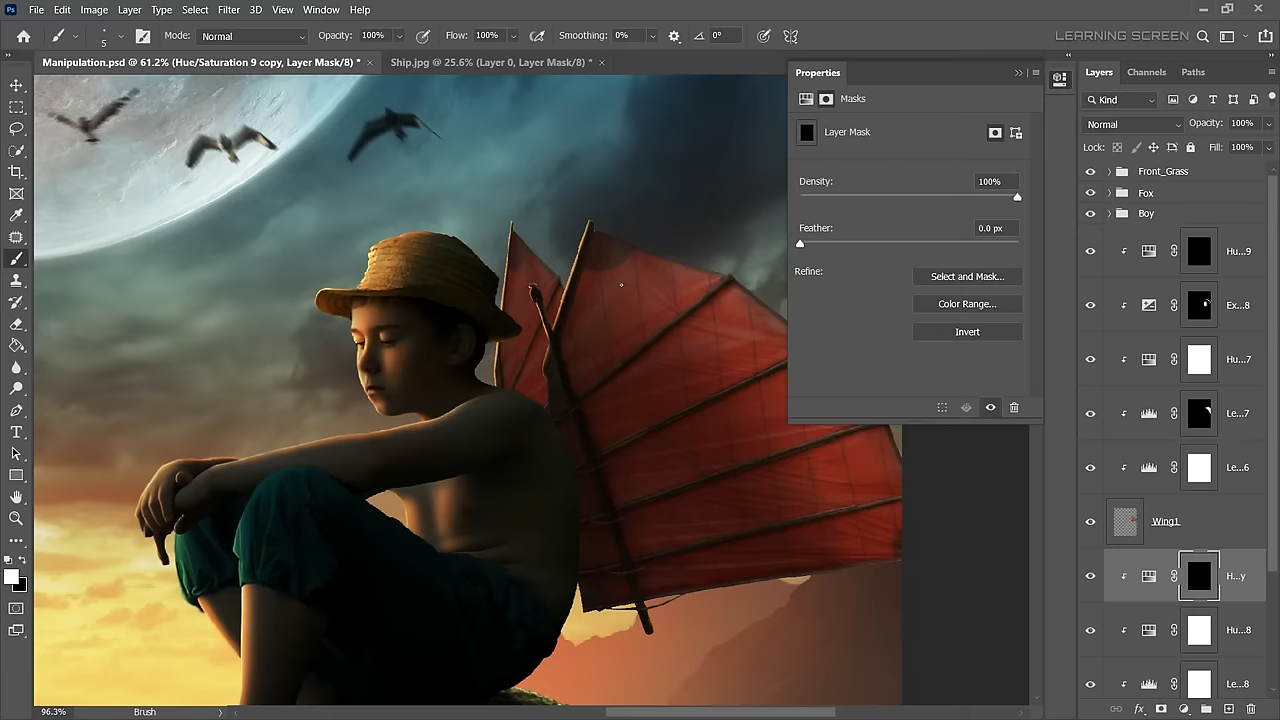 Ps File Edit Image Layer Type Select Filter 3D View Window Help
5 Mode: Normal Opacity: 100% Flow: 100% Smoothing: 0% 0° LEARNING SCREEN
Manipulation.psd @ 61.2% (Hue/Saturation 9 copy, Layer Mask/8) * × Ship.jpg @ 25.6% (Layer 0, Layer Mask/8) * ×
Properties
Masks
Layer Mask
Density: 100%
Feather: 0.0 px
Refine: Select and Mask...
Color Range...
Invert
Layers Channels Paths
Kind
Normal Opacity: 100%
Lock: Fill: 100%
Front_Grass
Fox
Boy
Hu...9
Ex...8
Hu...7
Le...7
Le...6
Wing1
H...y
Hu...8
Le...8
96.3% Brush